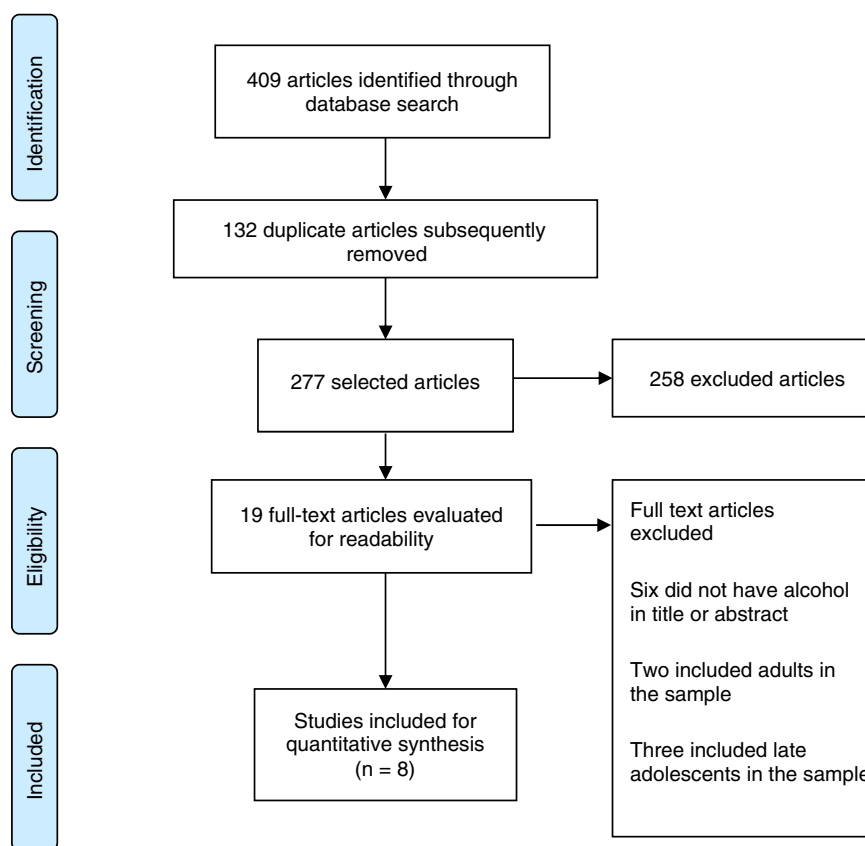 Identification
409 articles identified through
database search
132 duplicate articles subsequently
removed
Screening
277 selected articles
258 excluded articles
Eligibility
19 full-text articles evaluated
for readability
Full text articles
excluded
Six did not have alcohol
in title or abstract
Two included adults in
the sample
Three included late
adolescents in the sample
Included
Studies included for
quantitative synthesis
(n = 8)